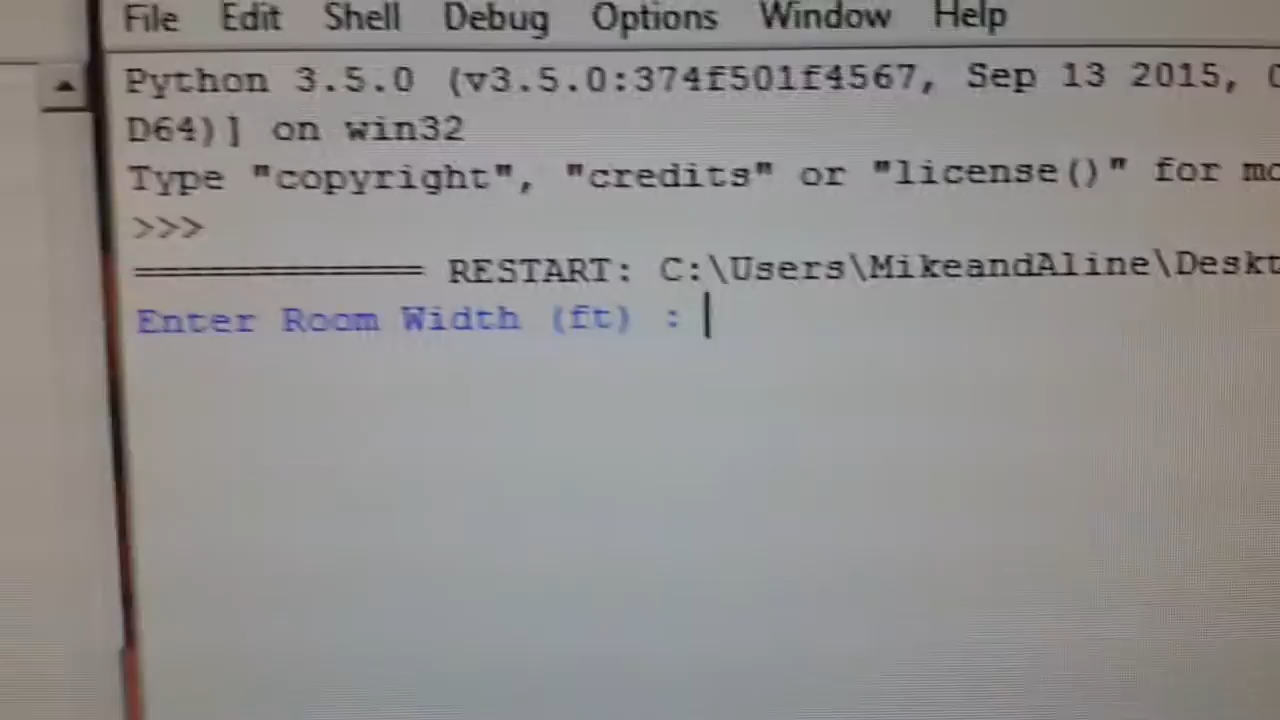 File Edit Shell Debug Options Window Help
Python 3.5.0 (v3.5.0:374f501f4567, Sep 13 2015,
D64)] on win32
Type "copyright", "credits" or "license()" for
>>>
=============== RESTART: C:\Users\MikeandAline\
Enter Room Width (ft) :